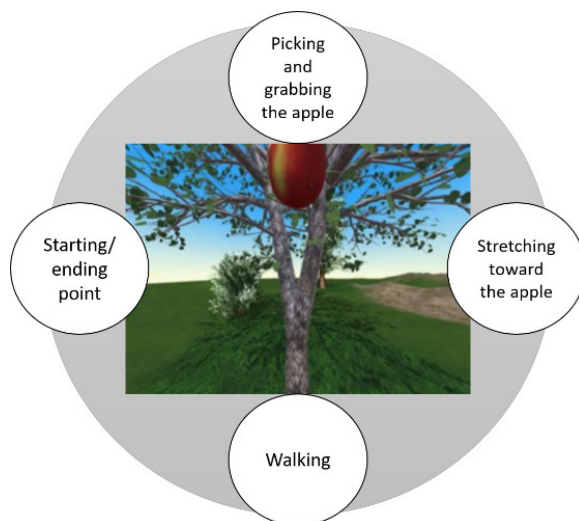 Picking
and
grabbing
the apple
Starting/
ending
point
Stretching
toward
the apple
Walking